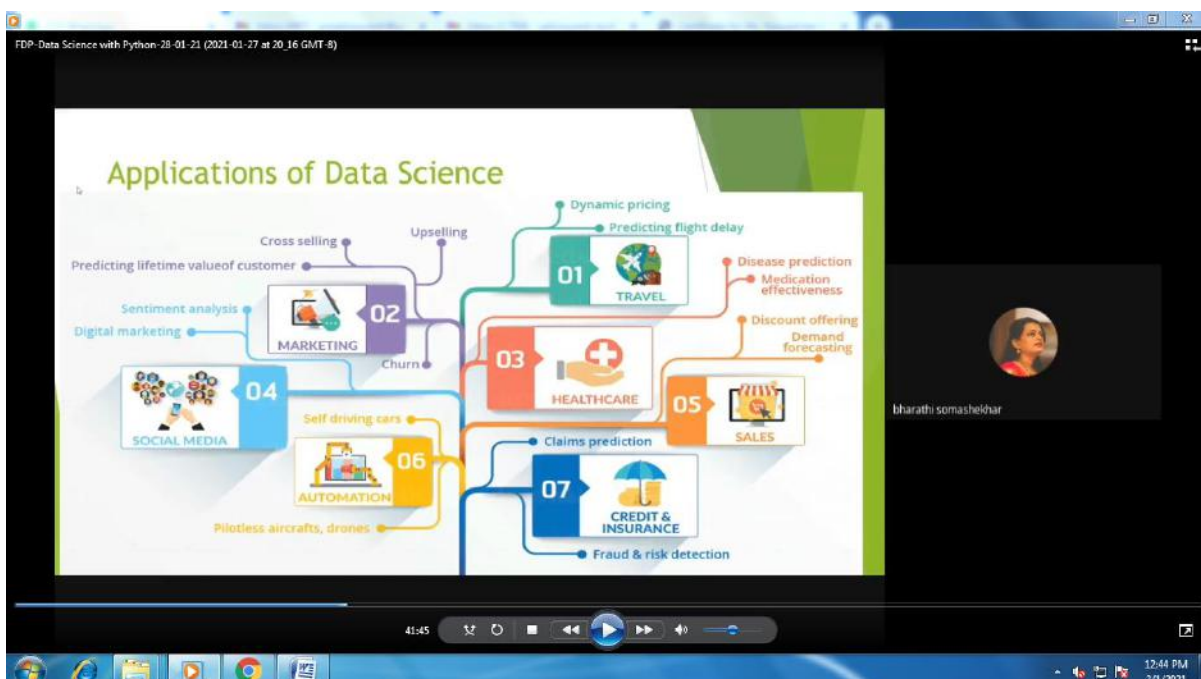 FDP-Data Science with Python-28-01-21 (2021-01-27 at 20_16 GMT-8)
Applications of Data Science
Dynamic pricing
Predicting flight delay
01
TRAVEL
Cross selling
Upselling
Predicting lifetime valueof customer
02
MARKETING
Churn
Disease prediction
Medication
effectiveness
03
HEALTHCARE
Sentiment analysis
Digital marketing
04
SOCIAL MEDIA
Discount offering
Demand
forecasting
05
SALES
Self driving cars
06
AUTOMATION
Pilotless aircrafts, drones
Claims prediction
07
CREDIT &
INSURANCE
Fraud & risk detection
bharathi somashekhar
41:45
12:44 PM